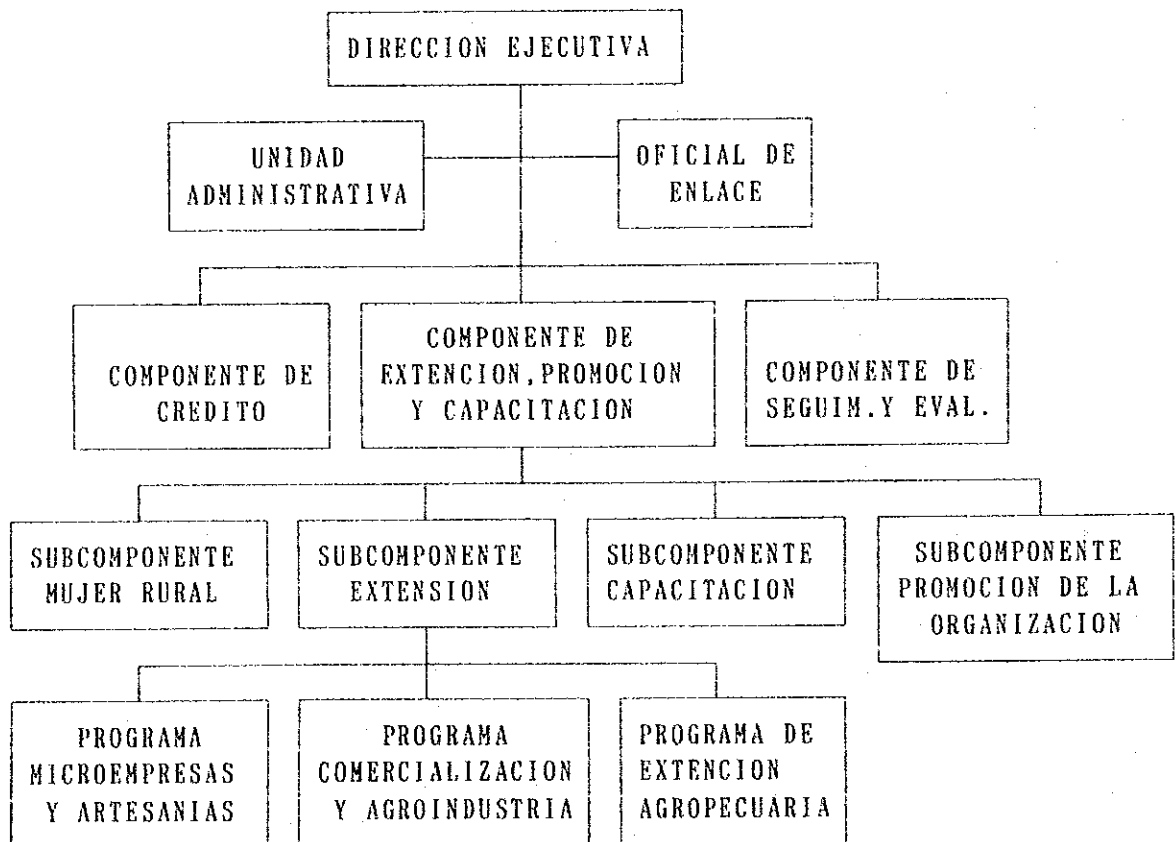 DIRECCION EJECUTIVA
UNIDAD
ADMINISTRATIVA
OFICIAL DE
ENLACE
COMPONENTE DE
CREDITO
COMPONENTE DE
EXTENCION,PROMOCION
Y CAPACITACION
COMPONENTE DE
SEGUIM.Y EVAL.
SUBCOMPONENTE
MUJER RURAL
SUBCOMPONENTE
EXTENSION
SUBCOMPONENTE
CAPACITACION
SUBCOMPONENTE
PROMOCION DE LA
ORGANIZACION
PROGRAMA
MICROEMPRESAS
Y ARTESANIAS
PROGRAMA
COMERCIALIZACION
Y AGROINDUSTRIA
PROGRAMA DE
EXTENCION
AGROPECUARIA